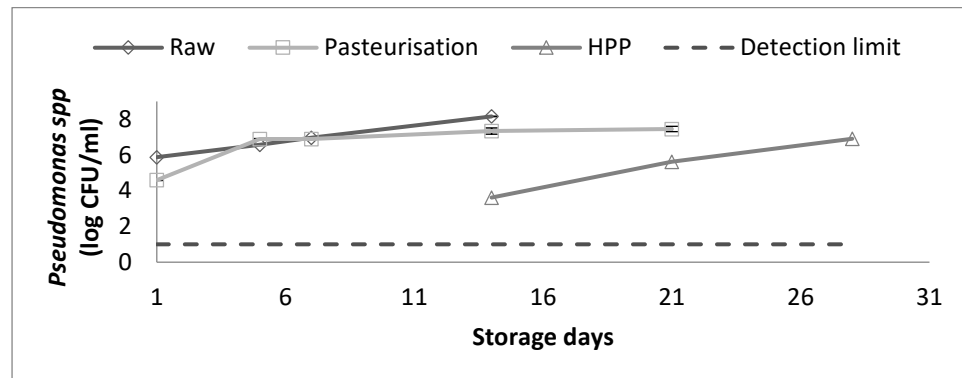 Raw Pasteurisation HPP Detection limit
Pseudomonas spp
(log CFU/ml)
8
6
4
2
0
1 6 11 16 21 26 31
Storage days